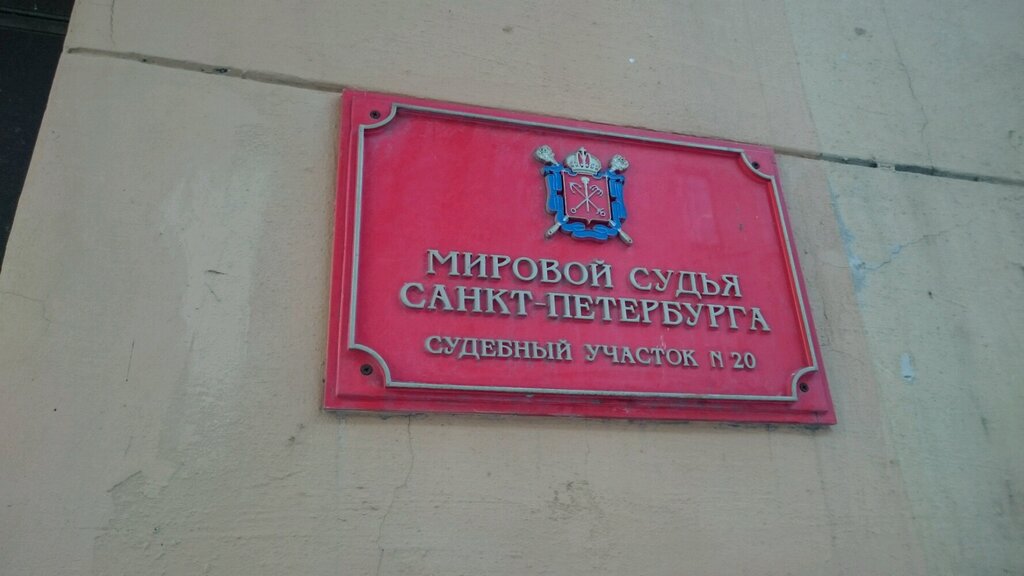 МИРОВОЙ СУДЬЯ
САНКТ-ПЕТЕРБУРГА
СУДЕБНЫЙ УЧАСТОК N 20